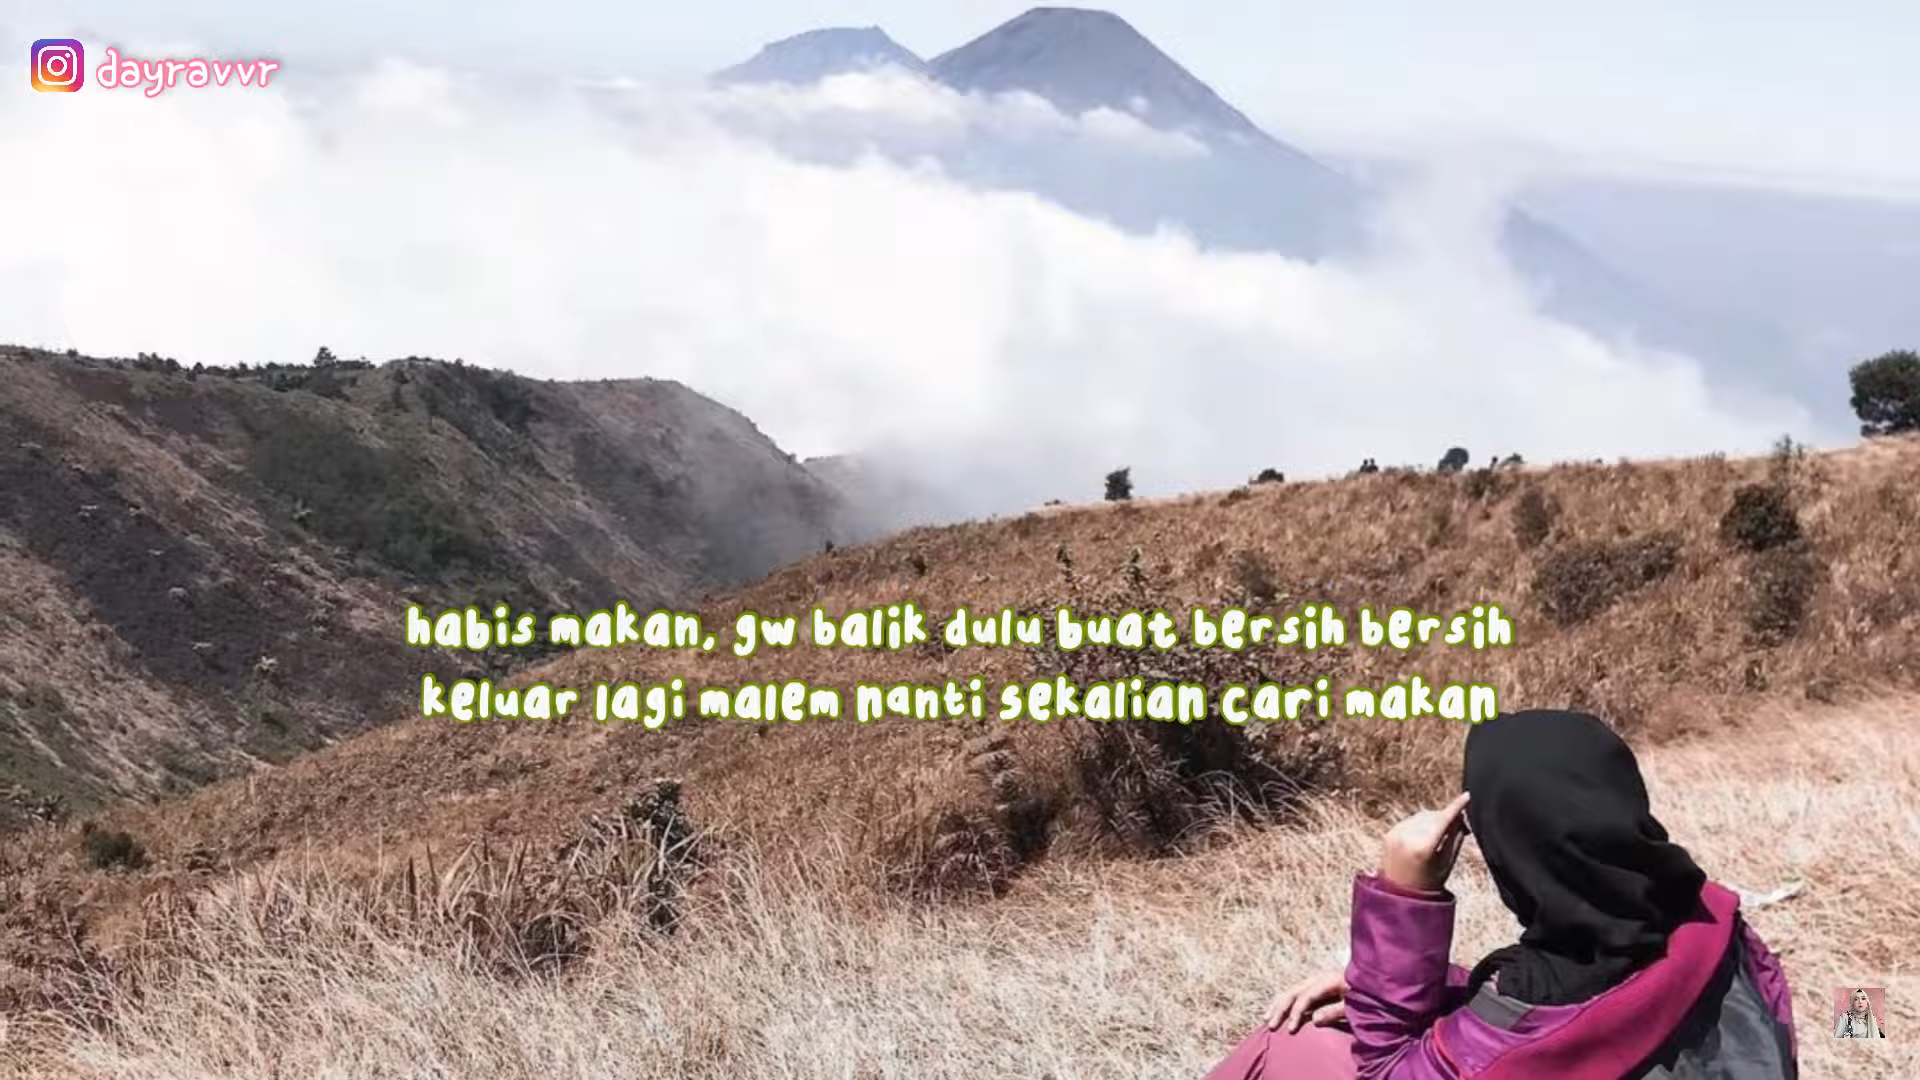 dayravvr
habis makan, gw balik dulu buat bersih bersih
keluar lagi malem nanti sekalian cari makan